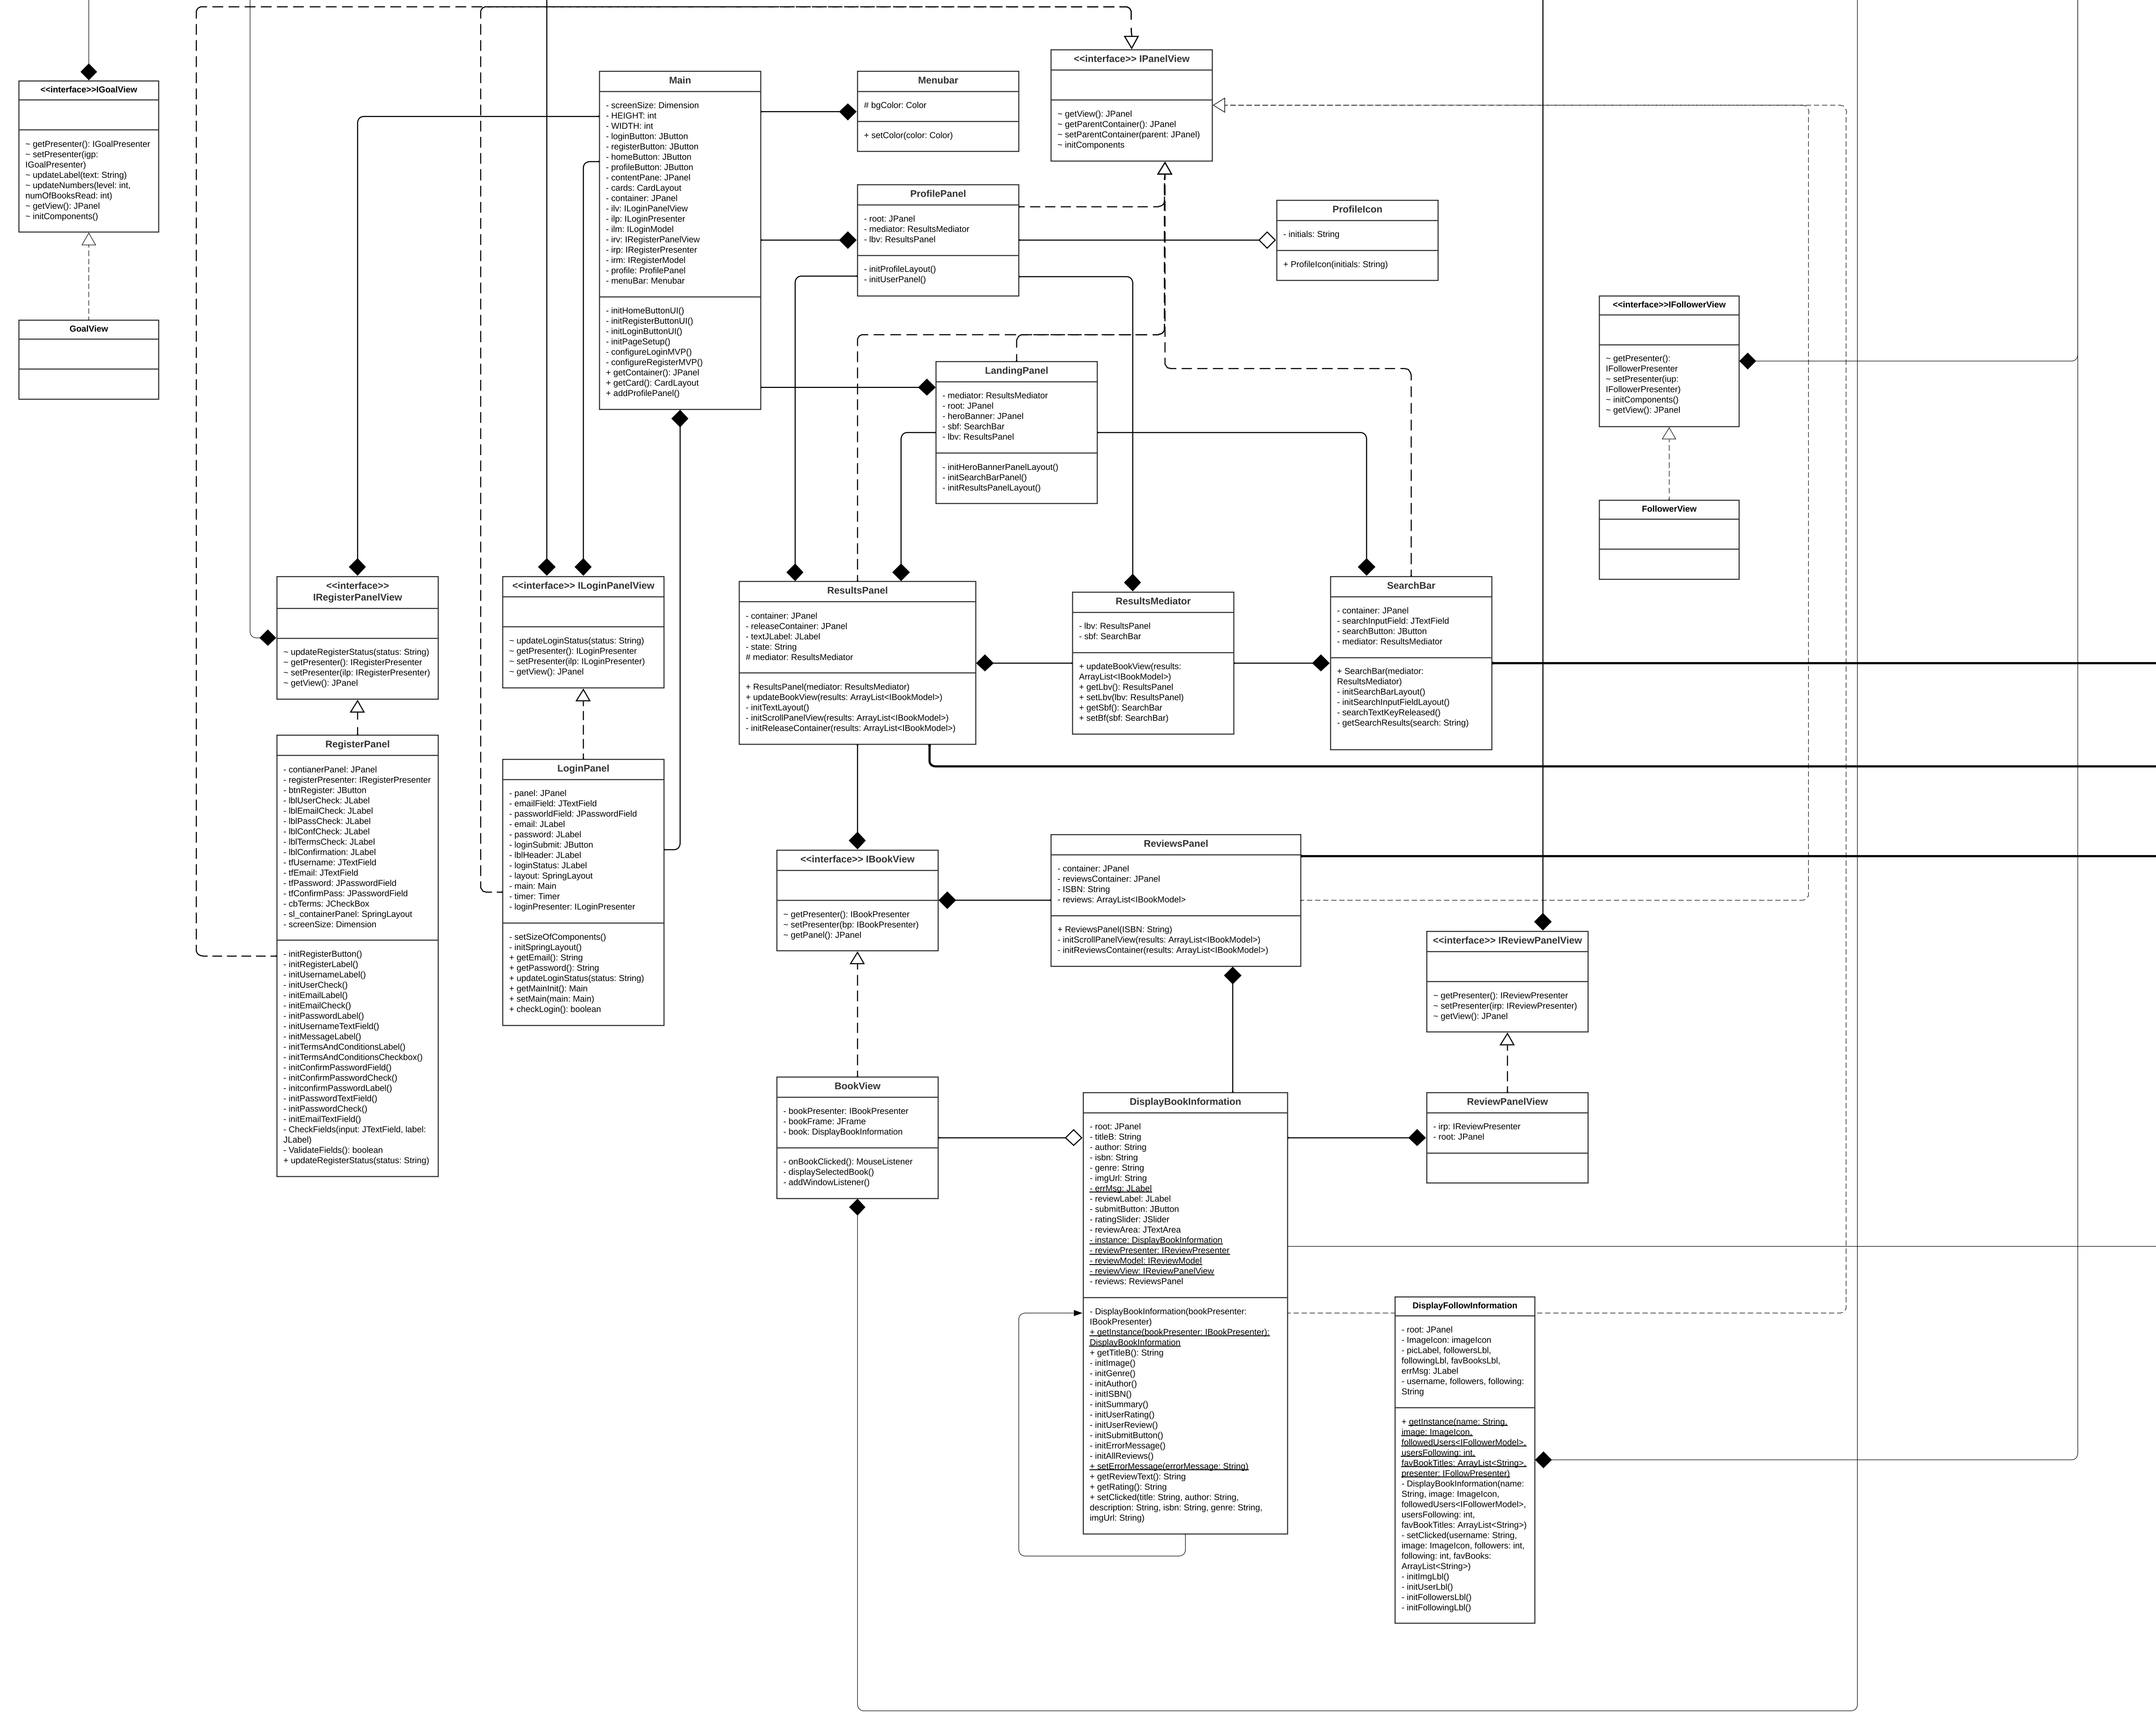 <<interface>>IGoalView
~ getPresenter(): IGoalPresenter
~ setPresenter(igp:
IGoalPresenter)
~ updateLabel(text: String)
~ updateNumbers(level: int,
numOfBooksRead: int)
~ getView(): JPanel
~ initComponents()
GoalView
Main
- screenSize: Dimension
- HEIGHT: int
- WIDTH: int
- loginButton: JButton
- registerButton: JButton
- homeButton: JButton
- profileButton: JButton
- contentPane: JPanel
- cards: CardLayout
- container: JPanel
- ilv: ILoginPanelView
- ilp: ILoginPresenter
- ilm: ILoginModel
- irv: IRegisterPanelView
- irp: IRegisterPresenter
- irm: IRegisterModel
- profile: ProfilePanel
- menuBar: Menubar
- initHomeButtonUI()
- initRegisterButtonUI()
- initLoginButtonUI()
- initPageSetup()
- configureLoginMVP()
- configureRegisterMVP()
+ getContainer(): JPanel
+ getCard(): CardLayout
+ addProfilePanel()
Menubar
# bgColor: Color
+ setColor(color: Color)
<<interface>> IPanelView
~ getView(): JPanel
~ getParentContainer(): JPanel
~ setParentContainer(parent: JPanel)
~ initComponents
ProfilePanel
- root: JPanel
- mediator: ResultsMediator
- lbv: ResultsPanel
- initProfileLayout()
- initUserPanel()
ProfileIcon
- initials: String
+ ProfileIcon(initials: String)
LandingPanel
- mediator: ResultsMediator
- root: JPanel
- heroBanner: JPanel
- sbf: SearchBar
- lbv: ResultsPanel
- initHeroBannerPanelLayout()
- initSearchBarPanel()
- initResultsPanelLayout()
<<interface>>IFollowerView
~ getPresenter():
IFollowerPresenter
~ setPresenter(iup:
IFollowerPresenter)
~ initComponents()
~ getView(): JPanel
FollowerView
<<interface>>
IRegisterPanelView
~ updateRegisterStatus(status: String)
~ getPresenter(): IRegisterPresenter
~ setPresenter(ilp: IRegisterPresenter)
~ getView(): JPanel
<<interface>> ILoginPanelView
~ updateLoginStatus(status: String)
~ getPresenter(): ILoginPresenter
~ setPresenter(ilp: ILoginPresenter)
~ getView(): JPanel
ResultsPanel
- container: JPanel
- releaseContainer: JPanel
- textJLabel: JLabel
- state: String
# mediator: ResultsMediator
+ ResultsPanel(mediator: ResultsMediator)
+ updateBookView(results: ArrayList<IBookModel>)
- initTextLayout()
- initScrollPanelView(results: ArrayList<IBookModel>)
- initReleaseContainer(results: ArrayList<IBookModel>)
ResultsMediator
- lbv: ResultsPanel
- sbf: SearchBar
+ updateBookView(results:
ArrayList<IBookModel>)
+ getLbv(): ResultsPanel
+ setLbv(lbv: ResultsPanel)
+ getSbf(): SearchBar
+ setBf(sbf: SearchBar)
SearchBar
- container: JPanel
- searchInputField: JTextField
- searchButton: JButton
- mediator: ResultsMediator
+ SearchBar(mediator:
ResultsMediator)
- initSearchBarLayout()
- initSearchInputFieldLayout()
- searchTextKeyReleased()
- getSearchResults(search: String)
RegisterPanel
- contianerPanel: JPanel
- registerPresenter: IRegisterPresenter
- btnRegister: JButton
- lblUserCheck: JLabel
- lblEmailCheck: JLabel
- lblPassCheck: JLabel
- lblConfCheck: JLabel
- lblTermsCheck: JLabel
- lblConfirmation: JLabel
- tfUsername: JTextField
- tfEmail: JTextField
- tfPassword: JPasswordField
- tfConfirmPass: JPasswordField
- cbTerms: JCheckBox
- sl_containerPanel: SpringLayout
- screenSize: Dimension
- initRegisterButton()
- initRegisterLabel()
- initUsernameLabel()
- initUserCheck()
- initEmailLabel()
- initEmailCheck()
- initPasswordLabel()
- initUsernameTextField()
- initMessageLabel()
- initTermsAndConditionsLabel()
- initTermsAndConditionsCheckbox()
- initConfirmPasswordField()
- initConfirmPasswordCheck()
- initconfirmPasswordLabel()
- initPasswordTextField()
- initPasswordCheck()
- initEmailTextField()
- CheckFields(input: JTextField, label:
JLabel)
- ValidateFields(): boolean
+ updateRegisterStatus(status: String)
LoginPanel
- panel: JPanel
- emailField: JTextField
- passworldField: JPasswordField
- email: JLabel
- password: JLabel
- loginSubmit: JButton
- lblHeader: JLabel
- loginStatus: JLabel
- layout: SpringLayout
- main: Main
- timer: Timer
- loginPresenter: ILoginPresenter
- setSizeOfComponents()
- initSpringLayout()
+ getEmail(): String
+ getPassword(): String
+ updateLoginStatus(status: String)
+ getMainInit(): Main
+ setMain(main: Main)
+ checkLogin(): boolean
<<interface>> IBookView
~ getPresenter(): IBookPresenter
~ setPresenter(bp: IBookPresenter)
~ getPanel(): JPanel
ReviewsPanel
- container: JPanel
- reviewsContainer: JPanel
- ISBN: String
- reviews: ArrayList<IBookModel>
+ ReviewsPanel(ISBN: String)
- initScrollPanelView(results: ArrayList<IBookModel>)
- initReviewsContainer(results: ArrayList<IBookModel>)
<<interface>> IReviewPanelView
~ getPresenter(): IReviewPresenter
~ setPresenter(irp: IReviewPresenter)
~ getView(): JPanel
BookView
- bookPresenter: IBookPresenter
- bookFrame: JFrame
- book: DisplayBookInformation
- onBookClicked(): MouseListener
- displaySelectedBook()
- addWindowListener()
DisplayBookInformation
- root: JPanel
- titleB: String
- author: String
- isbn: String
- genre: String
- imgUrl: String
- errMsg: JLabel
- reviewLabel: JLabel
- submitButton: JButton
- ratingSlider: JSlider
- reviewArea: JTextArea
- instance: DisplayBookInformation
- reviewPresenter: IReviewPresenter
- reviewModel: IReviewModel
- reviewView: IReviewPanelView
- reviews: ReviewsPanel
- DisplayBookInformation(bookPresenter:
IBookPresenter)
+ getInstance(bookPresenter: IBookPresenter):
DisplayBookInformation
+ getTitleB(): String
- initImage()
- initGenre()
- initAuthor()
- initISBN()
- initSummary()
- initUserRating()
- initUserReview()
- initSubmitButton()
- initErrorMessage()
- initAllReviews()
+ setErrorMessage(errorMessage: String)
+ getReviewText(): String
+ getRating(): String
+ setClicked(title: String, author: String,
description: String, isbn: String, genre: String,
imgUrl: String)
ReviewPanelView
- irp: IReviewPresenter
- root: JPanel
DisplayFollowInformation
- root: JPanel
- ImageIcon: imageIcon
- picLabel, followersLbl,
followingLbl, favBooksLbl,
errMsg: JLabel
- username, followers, following:
String
+ getInstance(name: String,
image: ImageIcon,
followedUsers<IFollowerModel>,
usersFollowing: int,
favBookTitles: ArrayList<String>,
presenter: IFollowPresenter)
- DisplayBookInformation(name:
String, image: ImageIcon,
followedUsers<IFollowerModel>,
usersFollowing: int,
favBookTitles: ArrayList<String>)
- setClicked(username: String,
image: ImageIcon, followers: int,
following: int, favBooks:
ArrayList<String>)
- initImgLbl()
- initUserLbl()
- initFollowersLbl()
- initFollowingLbl()